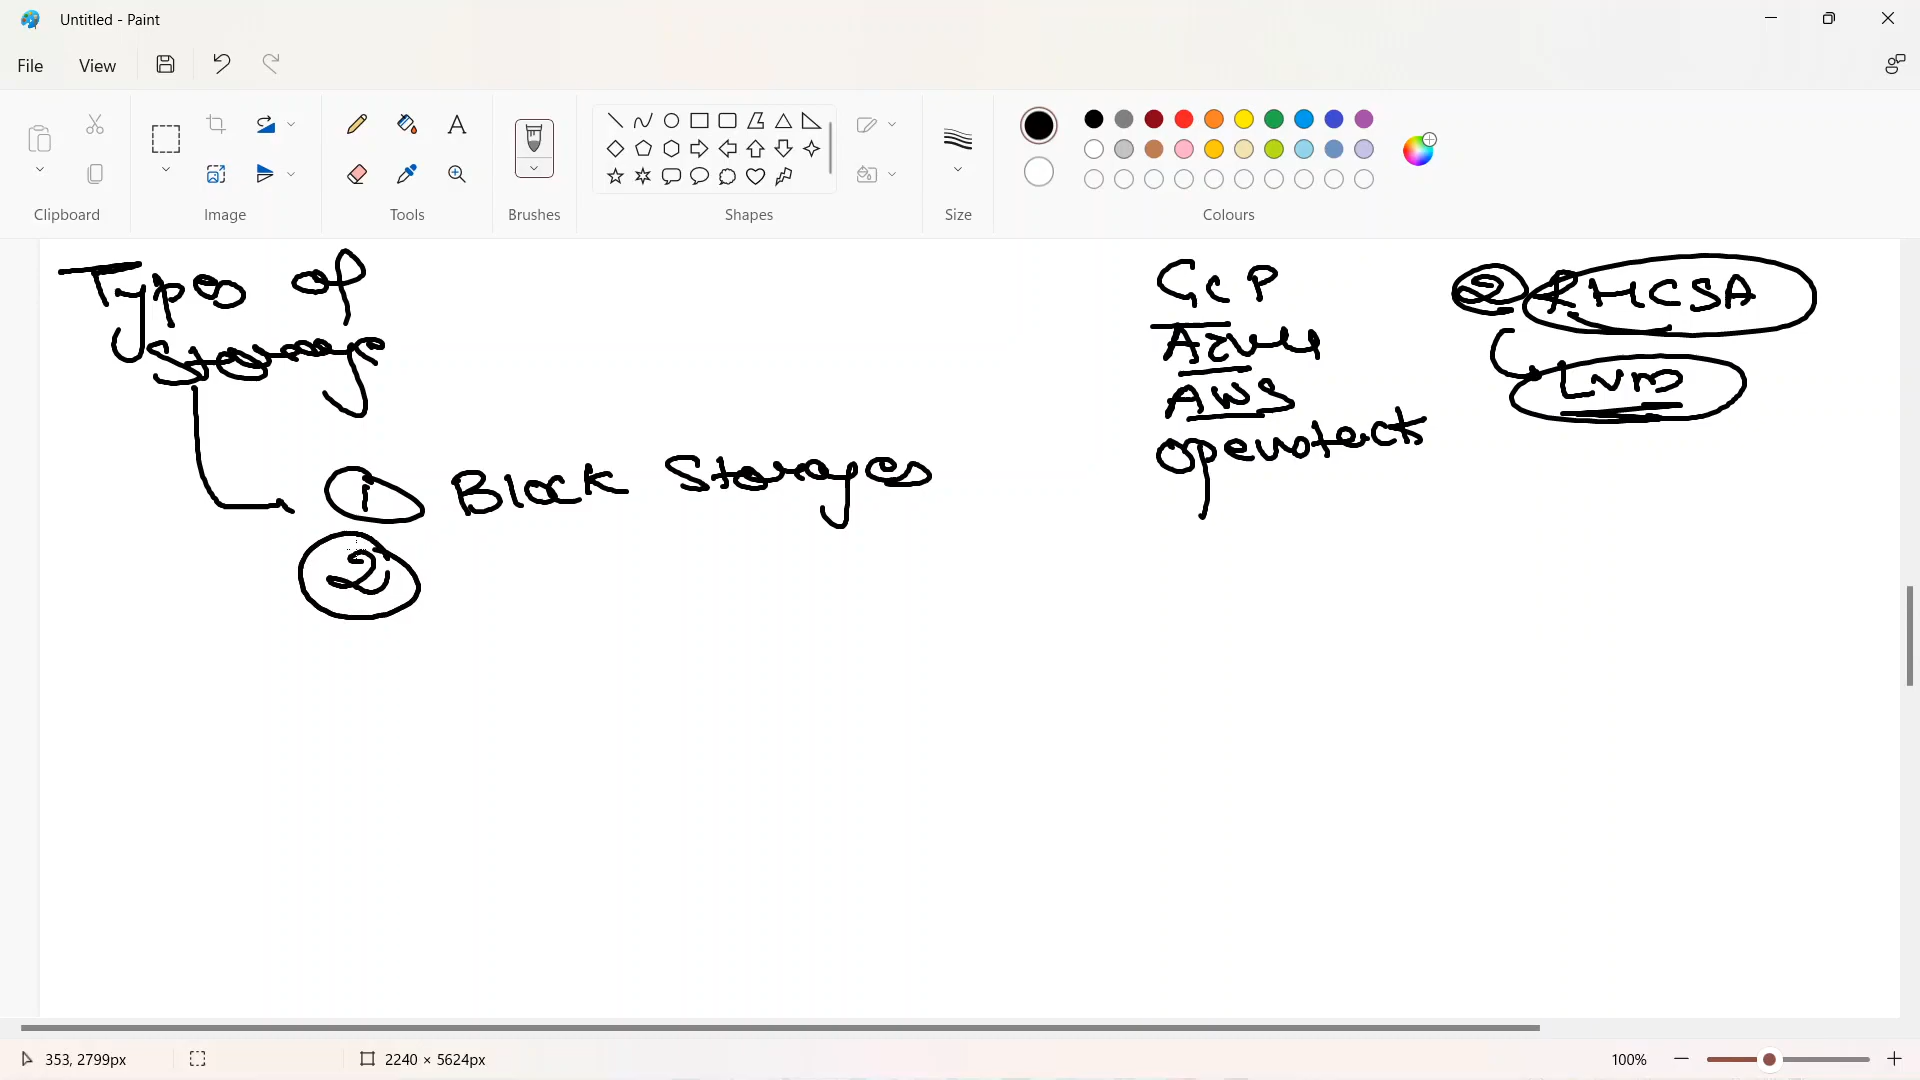 Untitled - Paint
File
View
Clipboard
Image
Tools
Brushes
Shapes
Size
Colours
Types of
Storage
1 Block Storages
2
GCP
Azure
AWS
openstack
2 RHCSA
LVM
353, 2799px
2240 × 5624px
100%